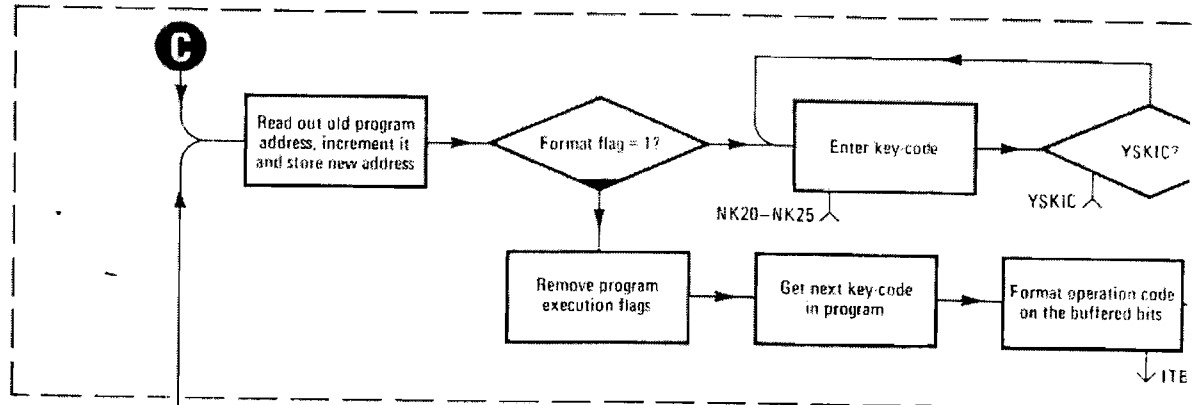 C
Read out old program
address, increment it
and store new address
Format flag = 1?
Enter key-code
YSKIC?
NK20–NK25
YSKIC
Remove program
execution flags
Get next key-code
in program
Format operation code
on the buffered bits
ITB